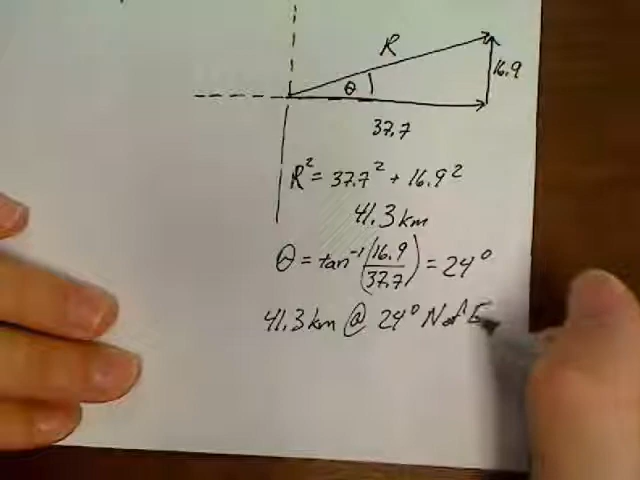 R
θ
16.9
37.7
R² = 37.7² + 16.9²
41.3 km
θ = tan⁻¹(16.9/37.7) = 24°
41.3 km @ 24° N of E